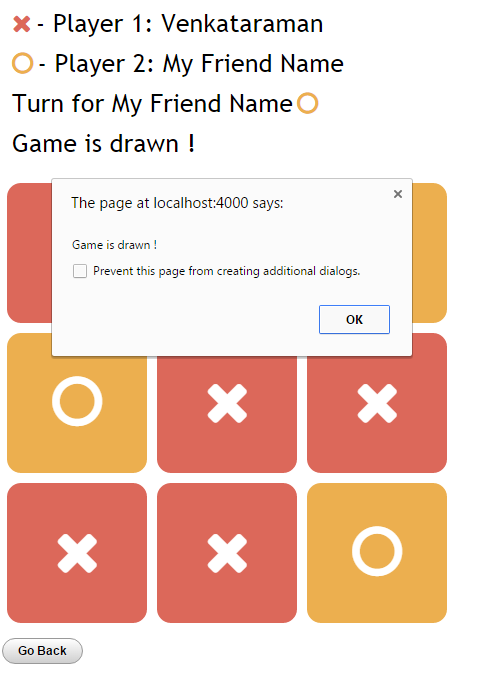 - Player 1: Venkataraman
- Player 2: My Friend Name
Turn for My Friend Name
Game is drawn !
The page at localhost:4000 says:
Game is drawn !
Prevent this page from creating additional dialogs.
OK
Go Back